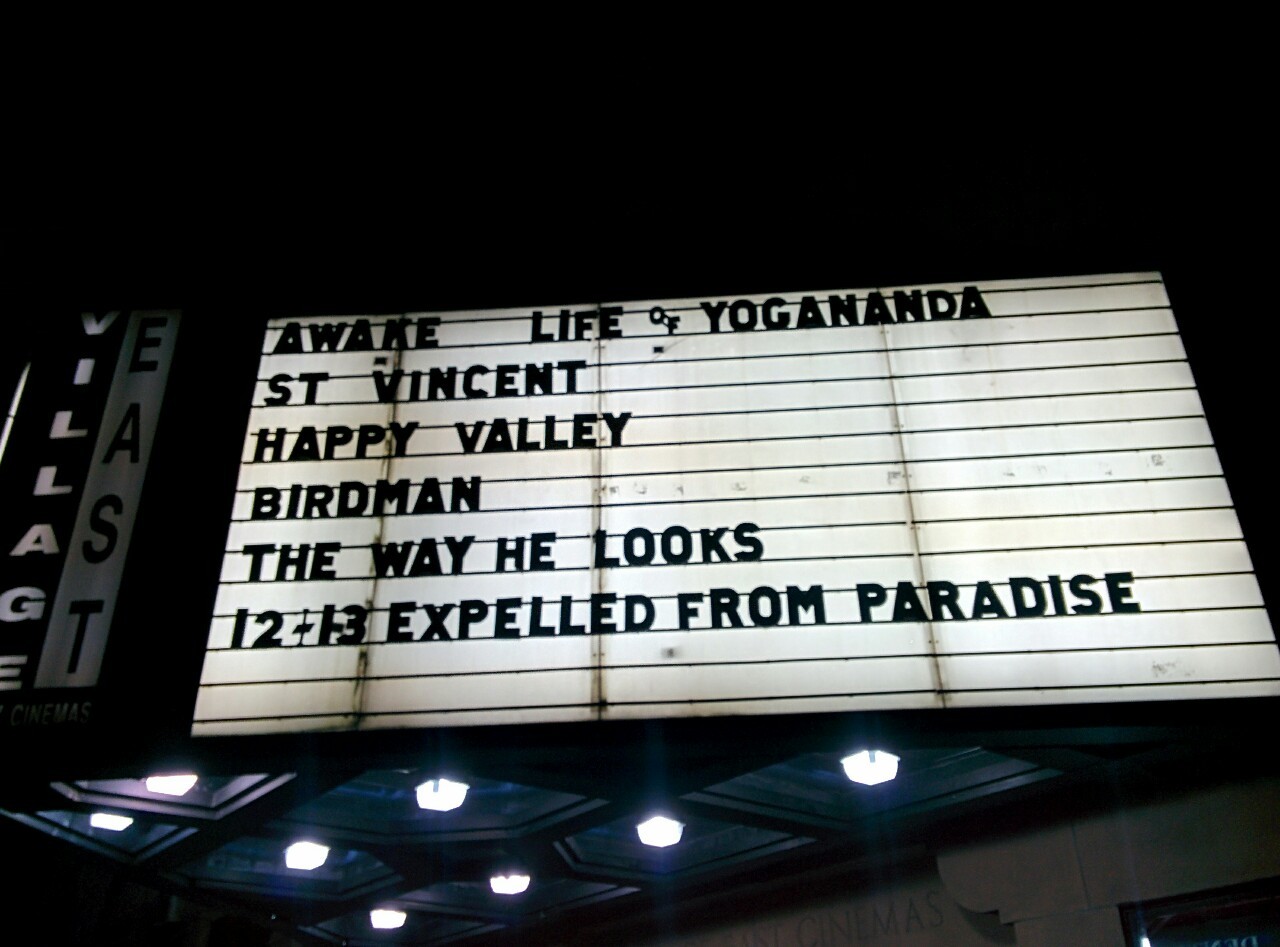 VILLAGE
EAST
CINEMAS
AWAKE LIFE OF YOGANANDA
ST VINCENT
HAPPY VALLEY
BIRDMAN
THE WAY HE LOOKS
12+13 EXPELLED FROM PARADISE
CINEMAS